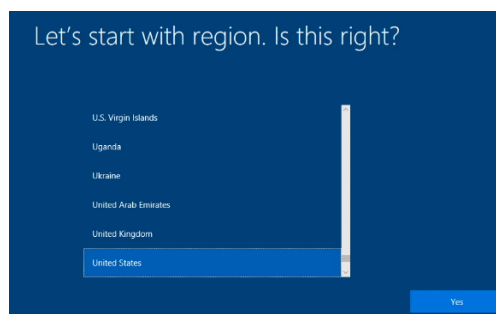 Let's start with region. Is this right?
U.S. Virgin Islands
Uganda
Ukraine
United Arab Emirates
United Kingdom
United States
Yes